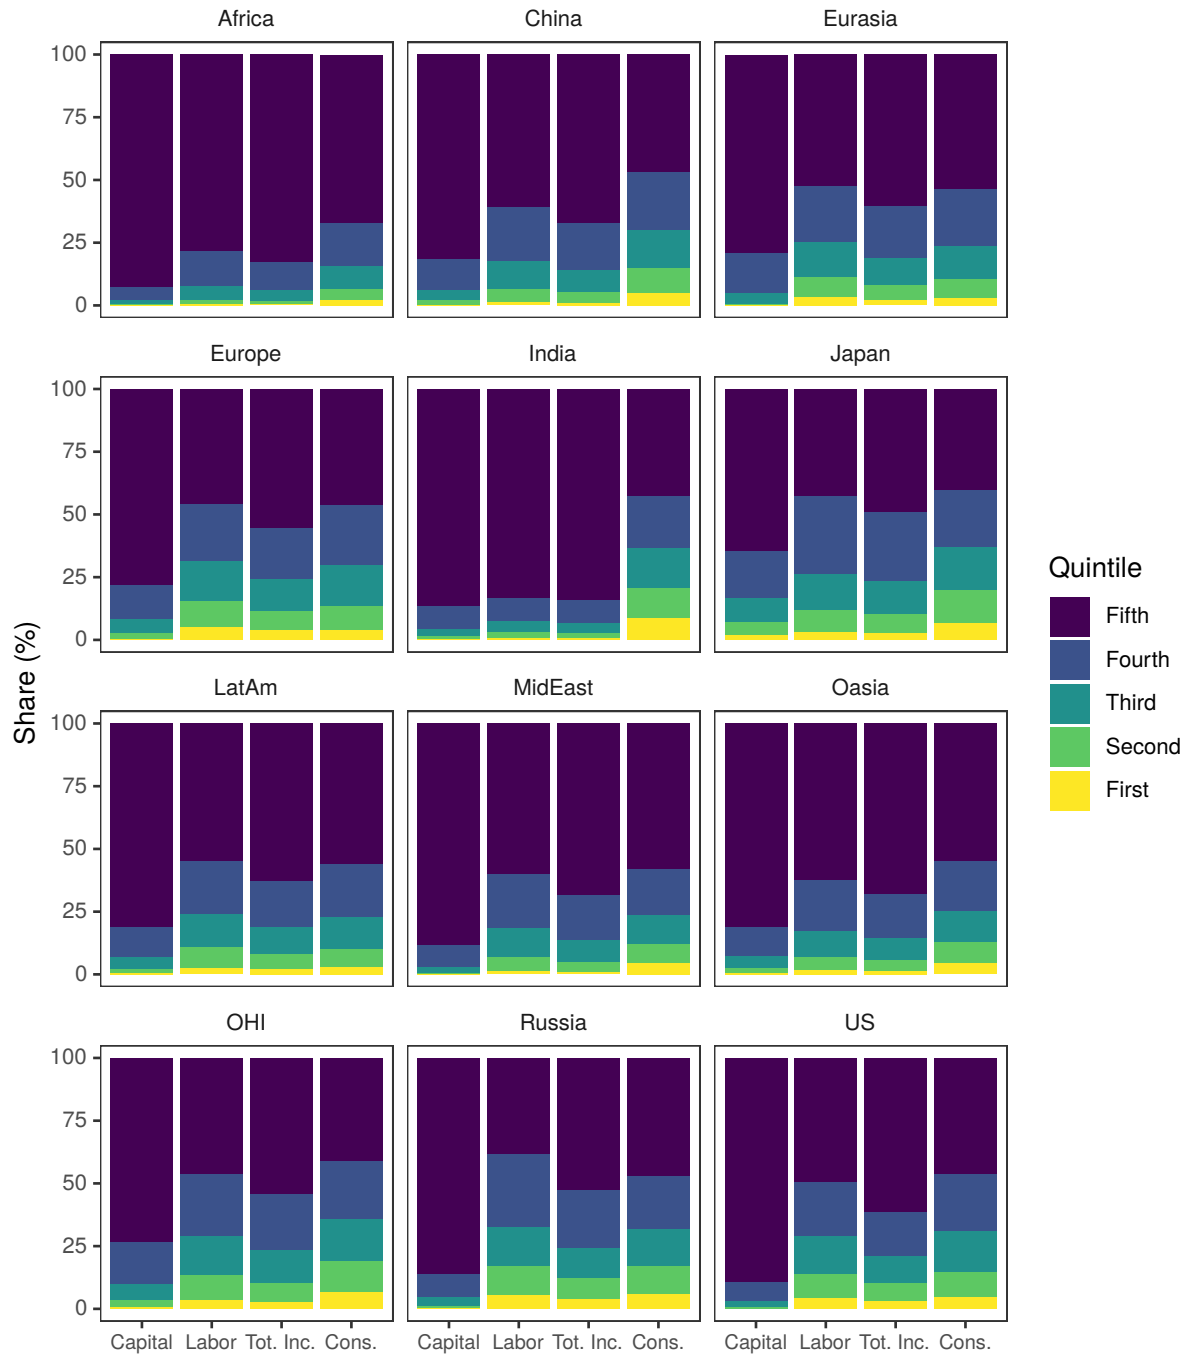 Africa
China
Eurasia
100
75
50
25
0
Europe
India
Japan
100
75
50
25
0
LatAm
MidEast
Oasia
100
75
50
25
0
OHI
Russia
US
100
75
50
25
0
Capital Labor Tot. Inc. Cons.
Capital Labor Tot. Inc. Cons.
Capital Labor Tot. Inc. Cons.
Share (%)
Quintile
Fifth
Fourth
Third
Second
First